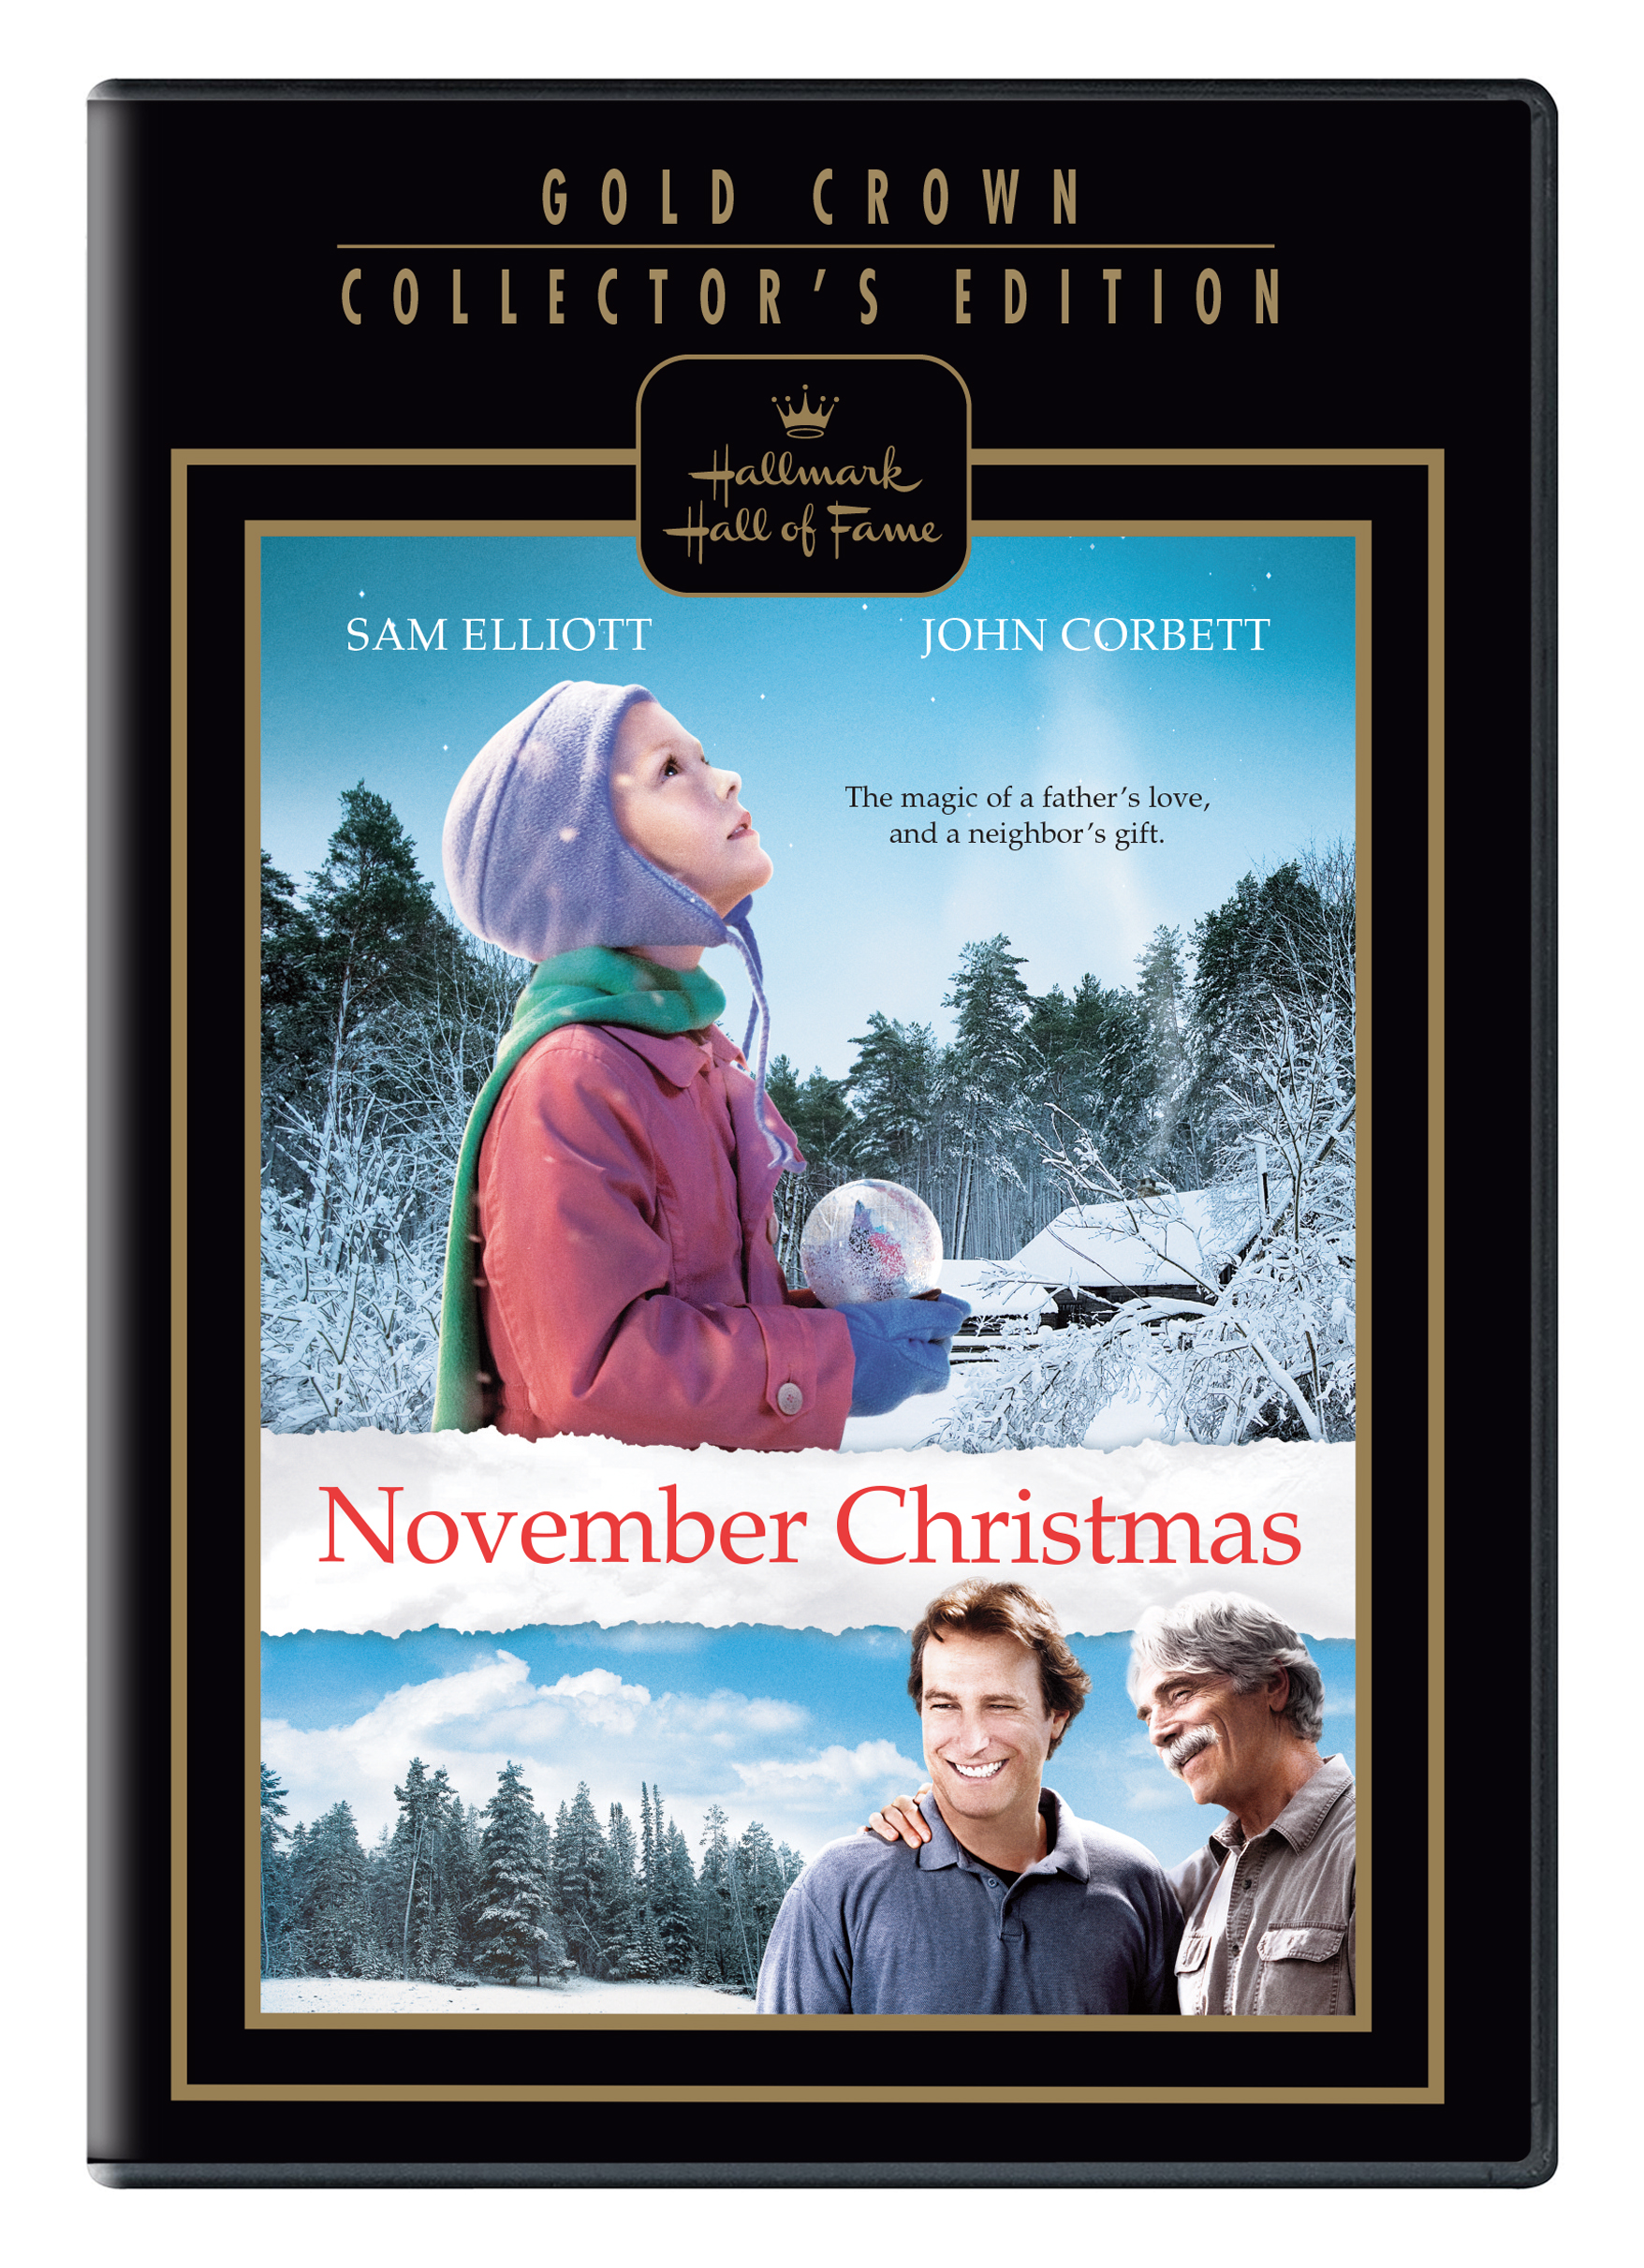 GOLD CROWN
COLLECTOR'S EDITION
Hallmark
Hall of Fame
SAM ELLIOTT JOHN CORBETT
The magic of a father's love,
and a neighbor's gift.
November Christmas